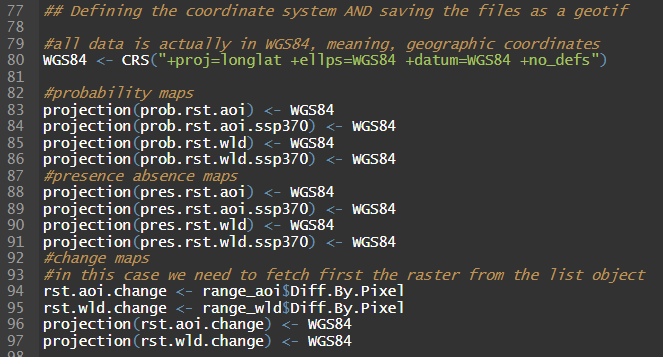 77 ## Defining the coordinate system AND saving the files as a geotif
78
79 #all data is actually in WGS84, meaning, geographic coordinates
80 WGS84 <- CRS("+proj=longlat +ellps=WGS84 +datum=WGS84 +no_defs")
81
82 #probability maps
83 projection(prob.rst.aoi) <- WGS84
84 projection(prob.rst.aoi.ssp370) <- WGS84
85 projection(prob.rst.wld) <- WGS84
86 projection(prob.rst.wld.ssp370) <- WGS84
87 #presence absence maps
88 projection(pres.rst.aoi) <- WGS84
89 projection(pres.rst.aoi.ssp370) <- WGS84
90 projection(pres.rst.wld) <- WGS84
91 projection(pres.rst.wld.ssp370) <- WGS84
92 #change maps
93 #in this case we need to fetch first the raster from the list object
94 rst.aoi.change <- range_aoi$Diff.By.Pixel
95 rst.wld.change <- range_wld$Diff.By.Pixel
96 projection(rst.aoi.change) <- WGS84
97 projection(rst.wld.change) <- WGS84
98